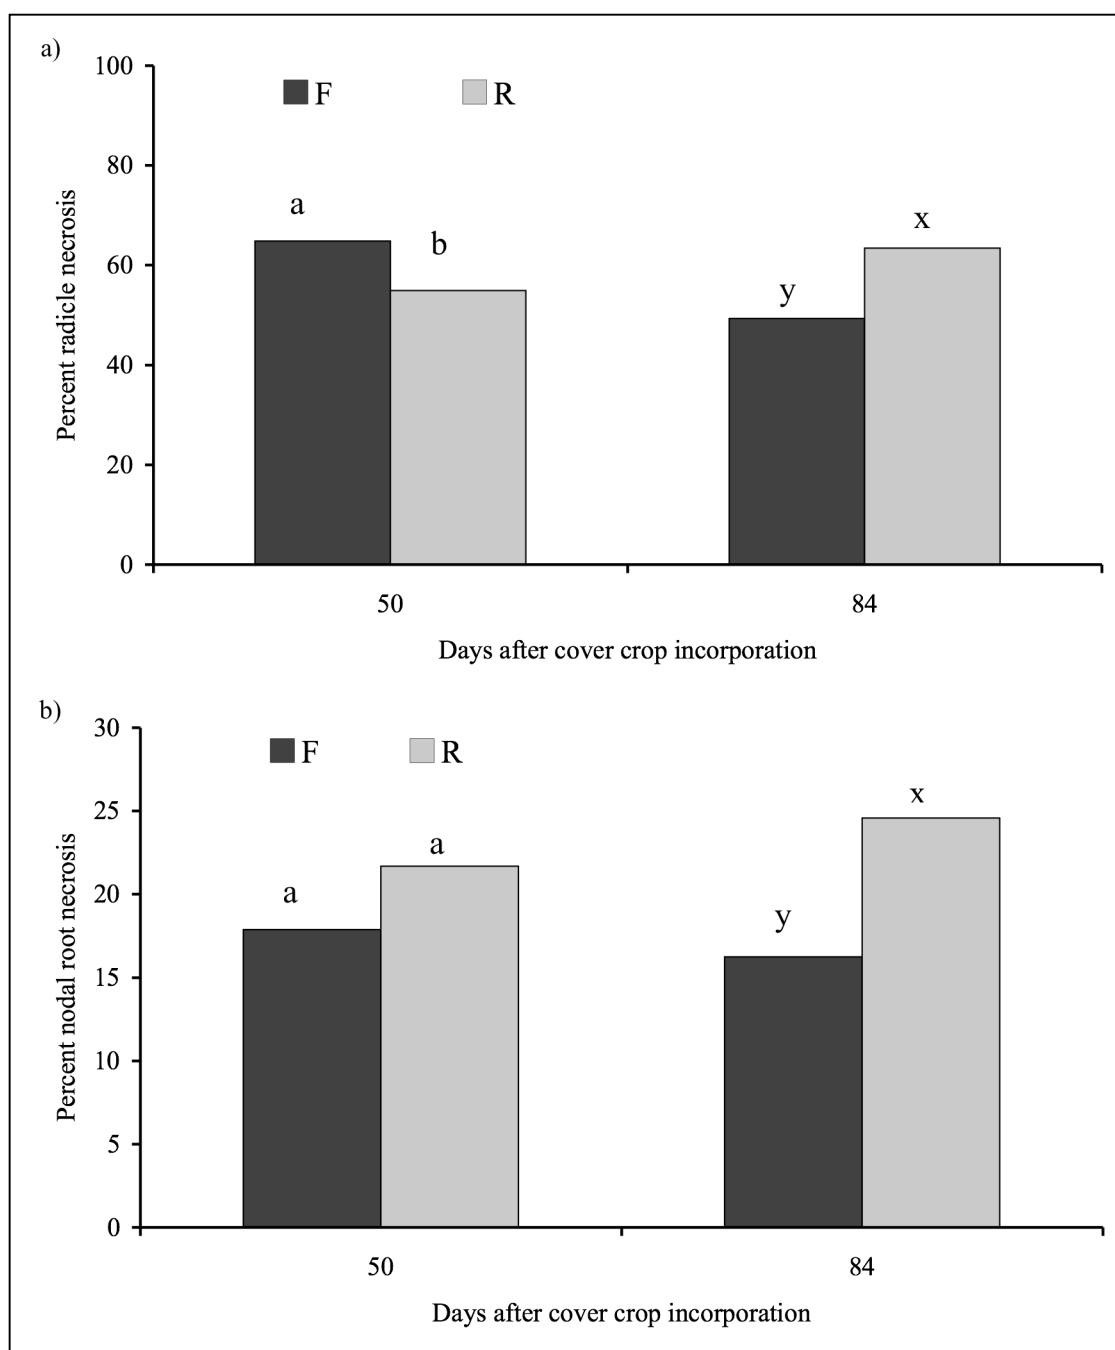 a)
100
80
60
40
20
0
F R
a
b
y
x
Percent radicle necrosis
50 84
Days after cover crop incorporation
b)
30
25
20
15
10
5
0
F R
a
a
y
x
Percent nodal root necrosis
50 84
Days after cover crop incorporation